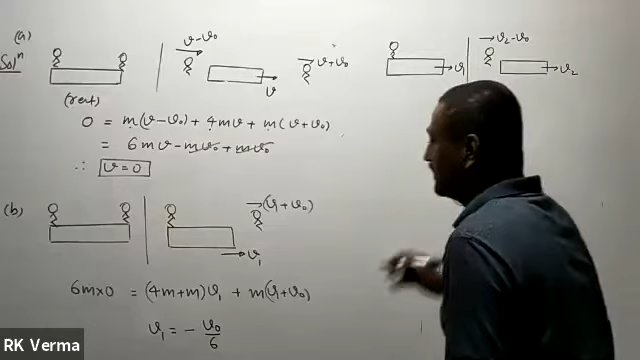 (a)
Solⁿ
v-v₀
v
v+v₀
(rest)
0 = m(v-v₀) + 4mv + m(v+v₀)
= 6mv - mv₀ + mv₀
∴ v=0
v
v₂-v₀
v₂
(b)
(v₁+v₀)
v₁
6m×0 = (4m+m)v₁ + m(v₁+v₀)
v₁ = - v₀/6
RK Verma